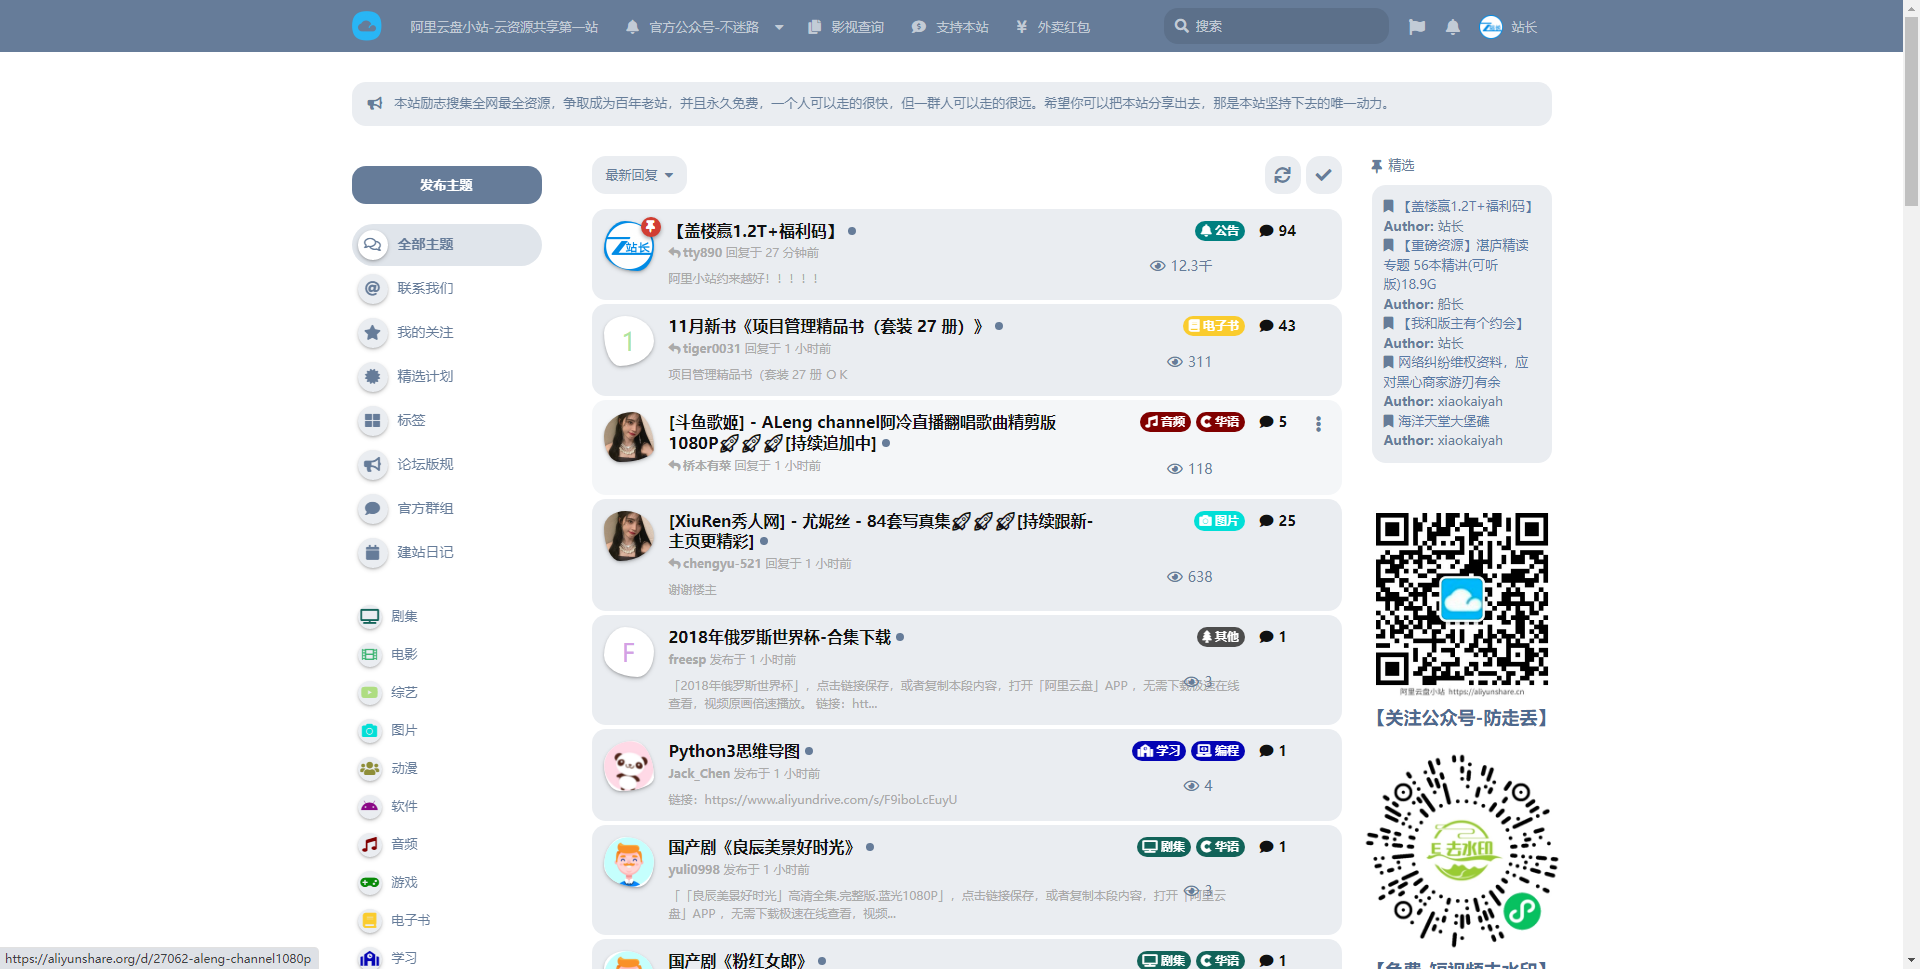 阿里云盘小站-云资源共享第一站 官方公众号-不迷路 影视查询 支持本站 外卖红包 搜索 站长
本站励志搜集全网最全资源，争取成为百年老站，并且永久免费，一个人可以走的很快，但一群人可以走的很远。希望你可以把本站分享出去，那是本站坚持下去的唯一动力。
发布主题
全部主题
联系我们
我的关注
精选计划
标签
论坛版规
官方群组
建站日记
剧集
电影
综艺
图片
动漫
软件
音频
游戏
电子书
学习
最新回复
站长
【盖楼赢1.2T+福利码】 公告 94
tty890 回复于 27 分钟前
12.3千
阿里小站约来越好！！！！！
1
11月新书《项目管理精品书（套装 27 册）》 电子书 43
tiger0031 回复于 1 小时前
311
项目管理精品书（套装 27 册 O K
[斗鱼歌姬] - ALeng channel阿冷直播翻唱歌曲精剪版 音频 华语 5
1080P🚀🚀🚀[持续追加中]
桥本有菜 回复于 1 小时前
118
[XiuRen秀人网] - 尤妮丝 - 84套写真集🚀🚀🚀[持续跟新- 图片 25
主页更精彩]
chengyu-521 回复于 1 小时前
638
谢谢楼主
F
2018年俄罗斯世界杯-合集下载 其他 1
freesp 发布于 1 小时前
3
「2018年俄罗斯世界杯」，点击链接保存，或者复制本段内容，打开「阿里云盘」APP ，无需下载极速在线
查看，视频原画倍速播放。 链接：htt...
Python3思维导图 学习 编程 1
Jack_Chen 发布于 1 小时前
4
链接：https://www.aliyundrive.com/s/F9iboLcEuyU
国产剧《良辰美景好时光》 剧集 华语 1
yuli0998 发布于 1 小时前
3
「「良辰美景好时光」高清全集.完整版.蓝光1080P」，点击链接保存，或者复制本段内容，打开「阿里云
盘」APP ，无需下载极速在线查看，视频...
国产剧《粉红女郎》 剧集 华语 1
精选
【盖楼赢1.2T+福利码】
Author: 站长
【重磅资源】湛庐精读
专题 56本精讲(可听
版)18.9G
Author: 船长
【我和版主有个约会】
Author: 站长
网络纠纷维权资料，应
对黑心商家游刃有余
Author: xiaokaiyah
海洋天堂大堡礁
Author: xiaokaiyah
阿里云盘小站 https://aliyunshare.cn
【关注公众号-防走丢】
E 去水印
【免费-短视频去水印】
https://aliyunshare.org/d/27062-aleng-channel1080p